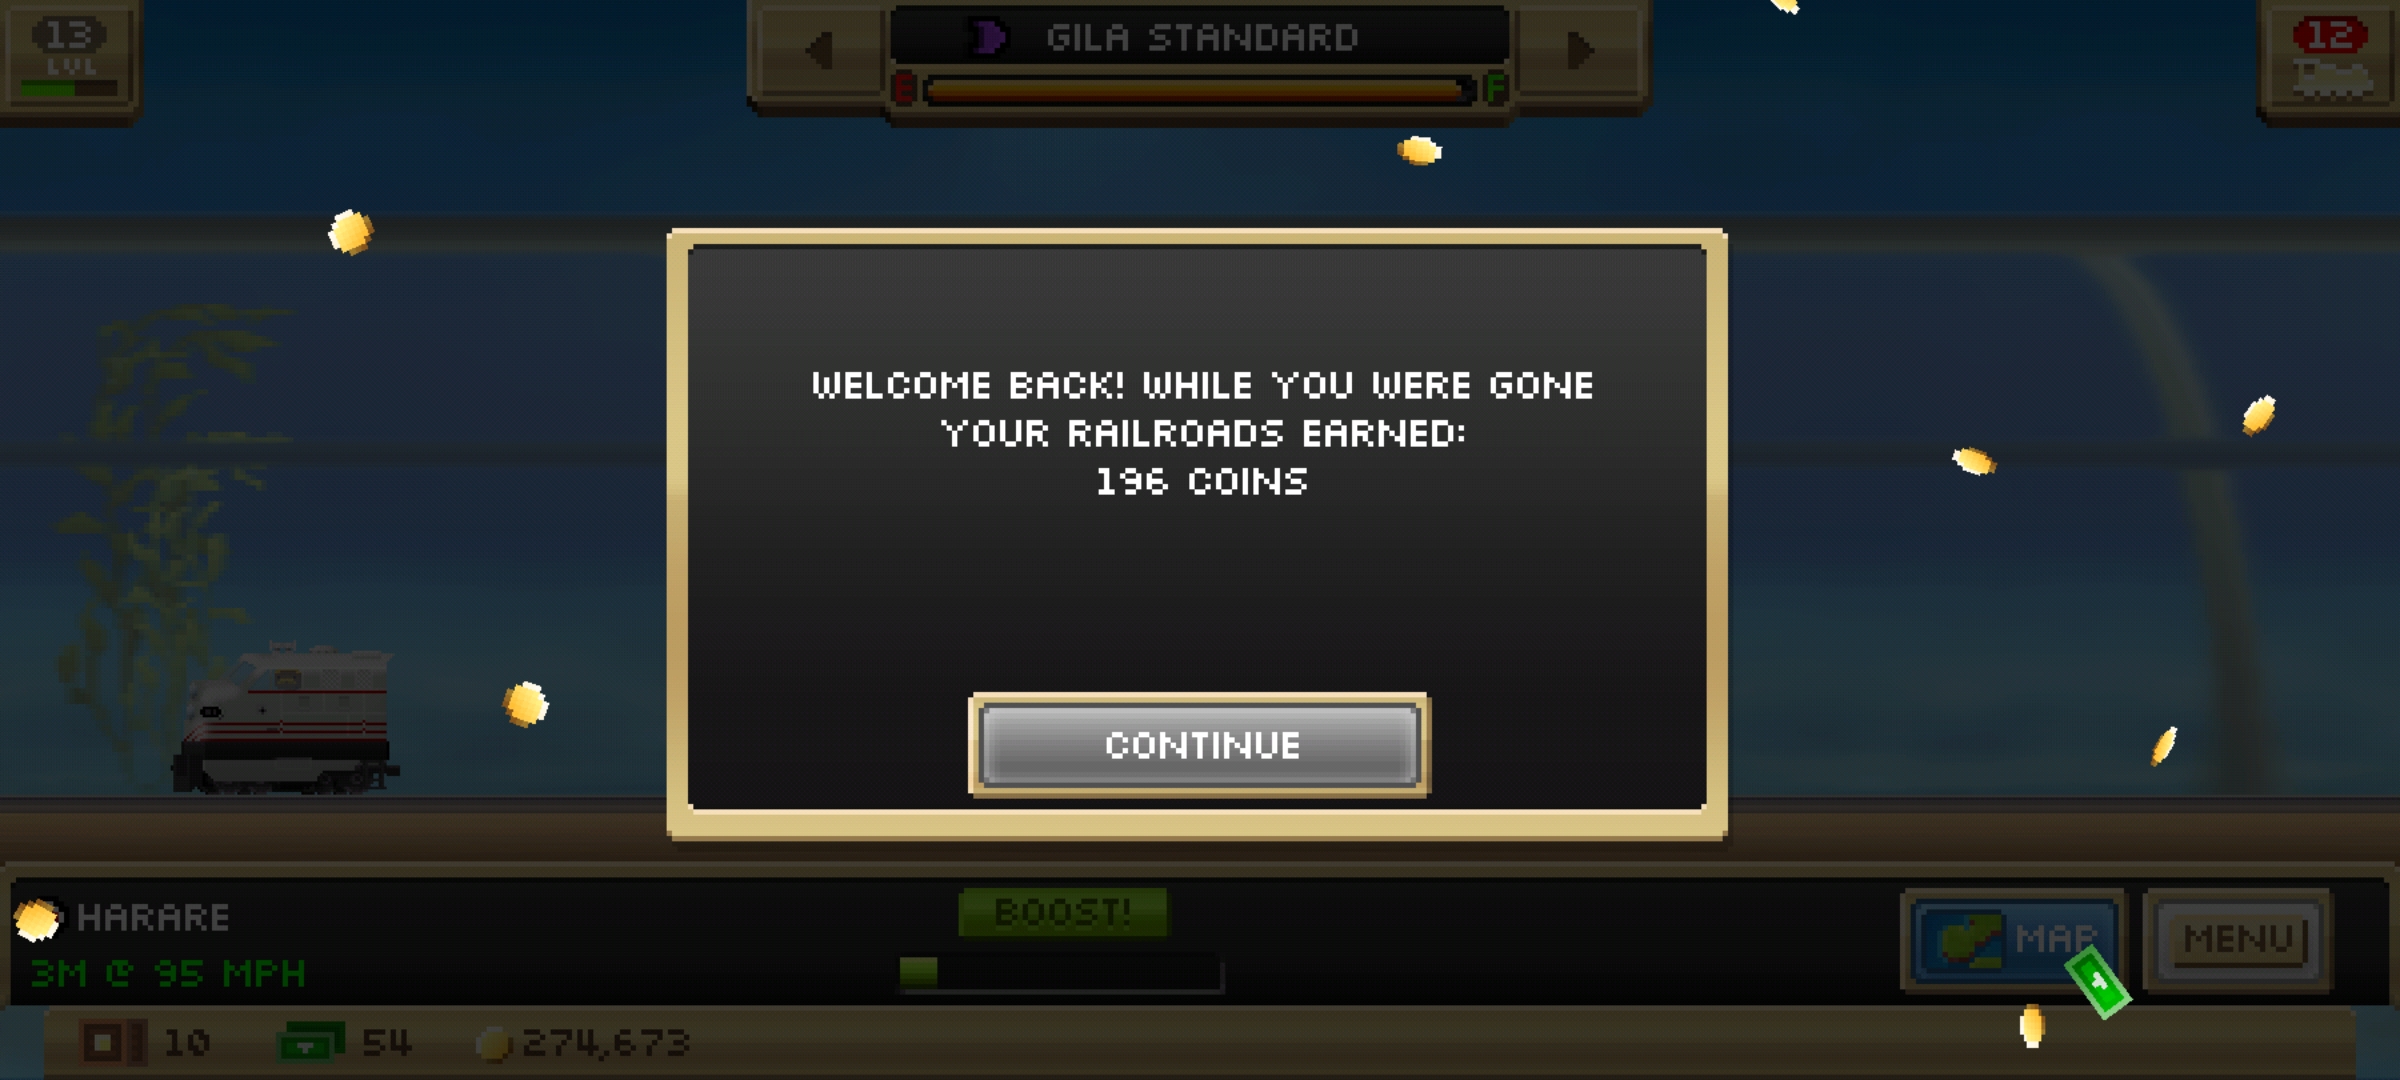 13
LVL
GILA STANDARD
E F
12
WELCOME BACK! WHILE YOU WERE GONE
YOUR RAILROADS EARNED:
196 COINS
CONTINUE
HARARE
3M @ 95 MPH
BOOST!
MAP
MENU
10 54 274,673